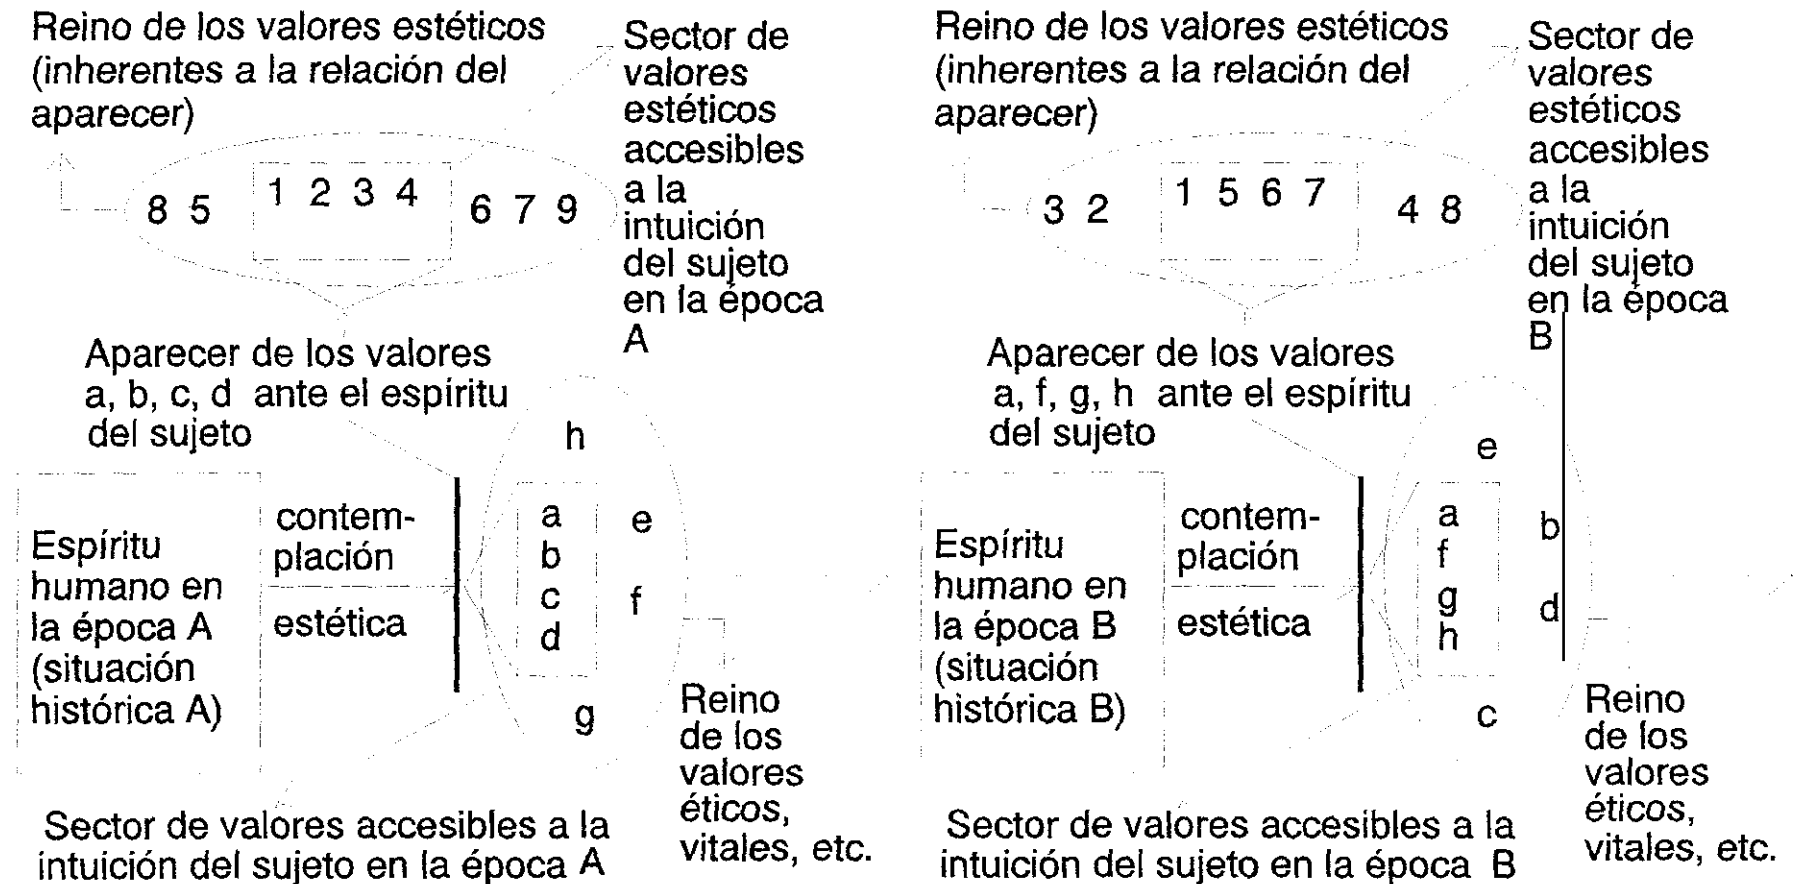 Reino de los valores estéticos
(inherentes a la relación del
aparecer)
Sector de
valores
estéticos
accesibles
a la
intuición
del sujeto
en la época
A
8 5
1 2 3 4
6 7 9
Aparecer de los valores
a, b, c, d ante el espíritu
del sujeto
h
a
b
c
d
e
f
g
Espíritu
humano en
la época A
(situación
histórica A)
contem-
plación
estética
Reino
de los
valores
éticos,
vitales, etc.
Sector de valores accesibles a la
intuición del sujeto en la época A
Reino de los valores estéticos
(inherentes a la relación del
aparecer)
Sector de
valores
estéticos
accesibles
a la
intuición
del sujeto
en la época
B
3 2
1 5 6 7
4 8
Aparecer de los valores
a, f, g, h ante el espíritu
del sujeto
e
a
f
g
h
b
d
c
Espíritu
humano en
la época B
(situación
histórica B)
contem-
plación
estética
Reino
de los
valores
éticos,
vitales, etc.
Sector de valores accesibles a la
intuición del sujeto en la época B